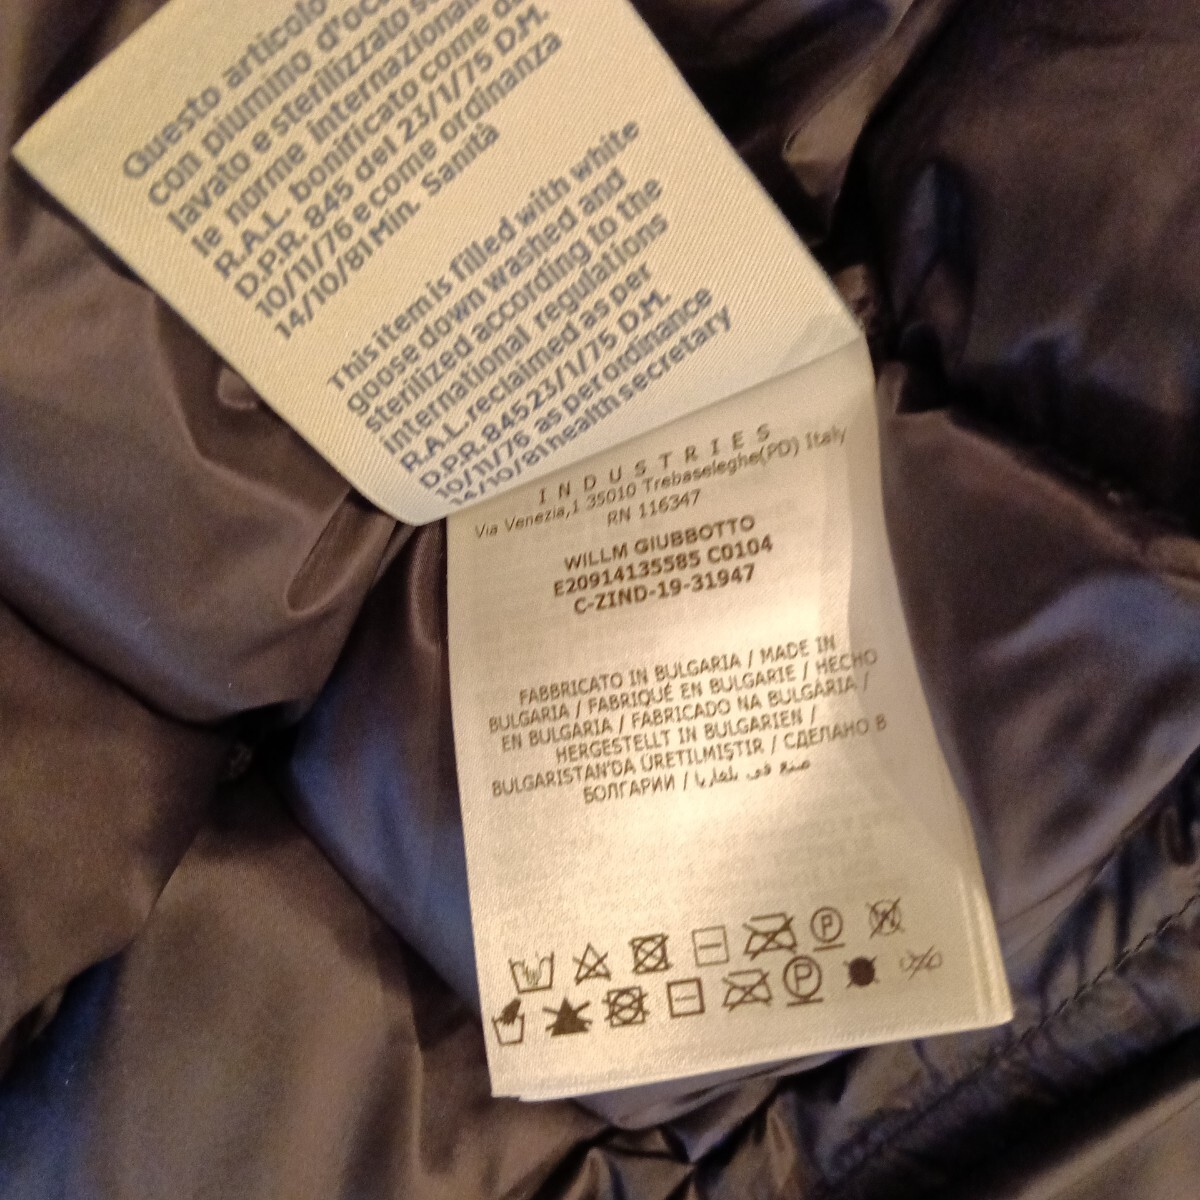 Questo articolo
con piumino d'oca
lavato e sterilizzato
le norme internazionali
R.A.L. bonificato come da
D.P.R. 845 del 23/1/75 D.M.
10/11/76 e come ordinanza
14/10/81 Min. Sanità
This item is filled with white
goose down washed and
sterilized according to the
international regulations
R.A.L. reclaimed as per
D.P.R. 845 23/1/75 D.M.
10/11/76 as per ordinance
14/10/81 health secretary
INDUSTRIES
Via Venezia,1 35010 Trebaseleghe(PD) Italy
RN 116347
WILLM GIUBBOTTO
E20914135585 C0104
C-ZIND-19-31947
FABBRICATO IN BULGARIA / MADE IN
BULGARIA / FABRIQUÉ EN BULGARIE / HECHO
EN BULGARIA / FABRICADO NA BULGÁRIA /
HERGESTELLT IN BULGARIEN /
BULGARISTAN'DA ÜRETILMIŞTIR / СДЕЛАНО В
БОЛГАРИИ / صنع في بلغاريا
P W
P